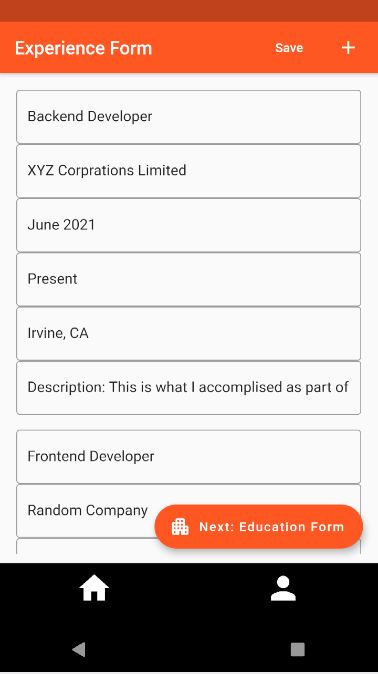 Experience Form
Save
Backend Developer
XYZ Corprations Limited
June 2021
Present
Irvine, CA
Description: This is what I accomplised as part of
Frontend Developer
Random Company
Next: Education Form